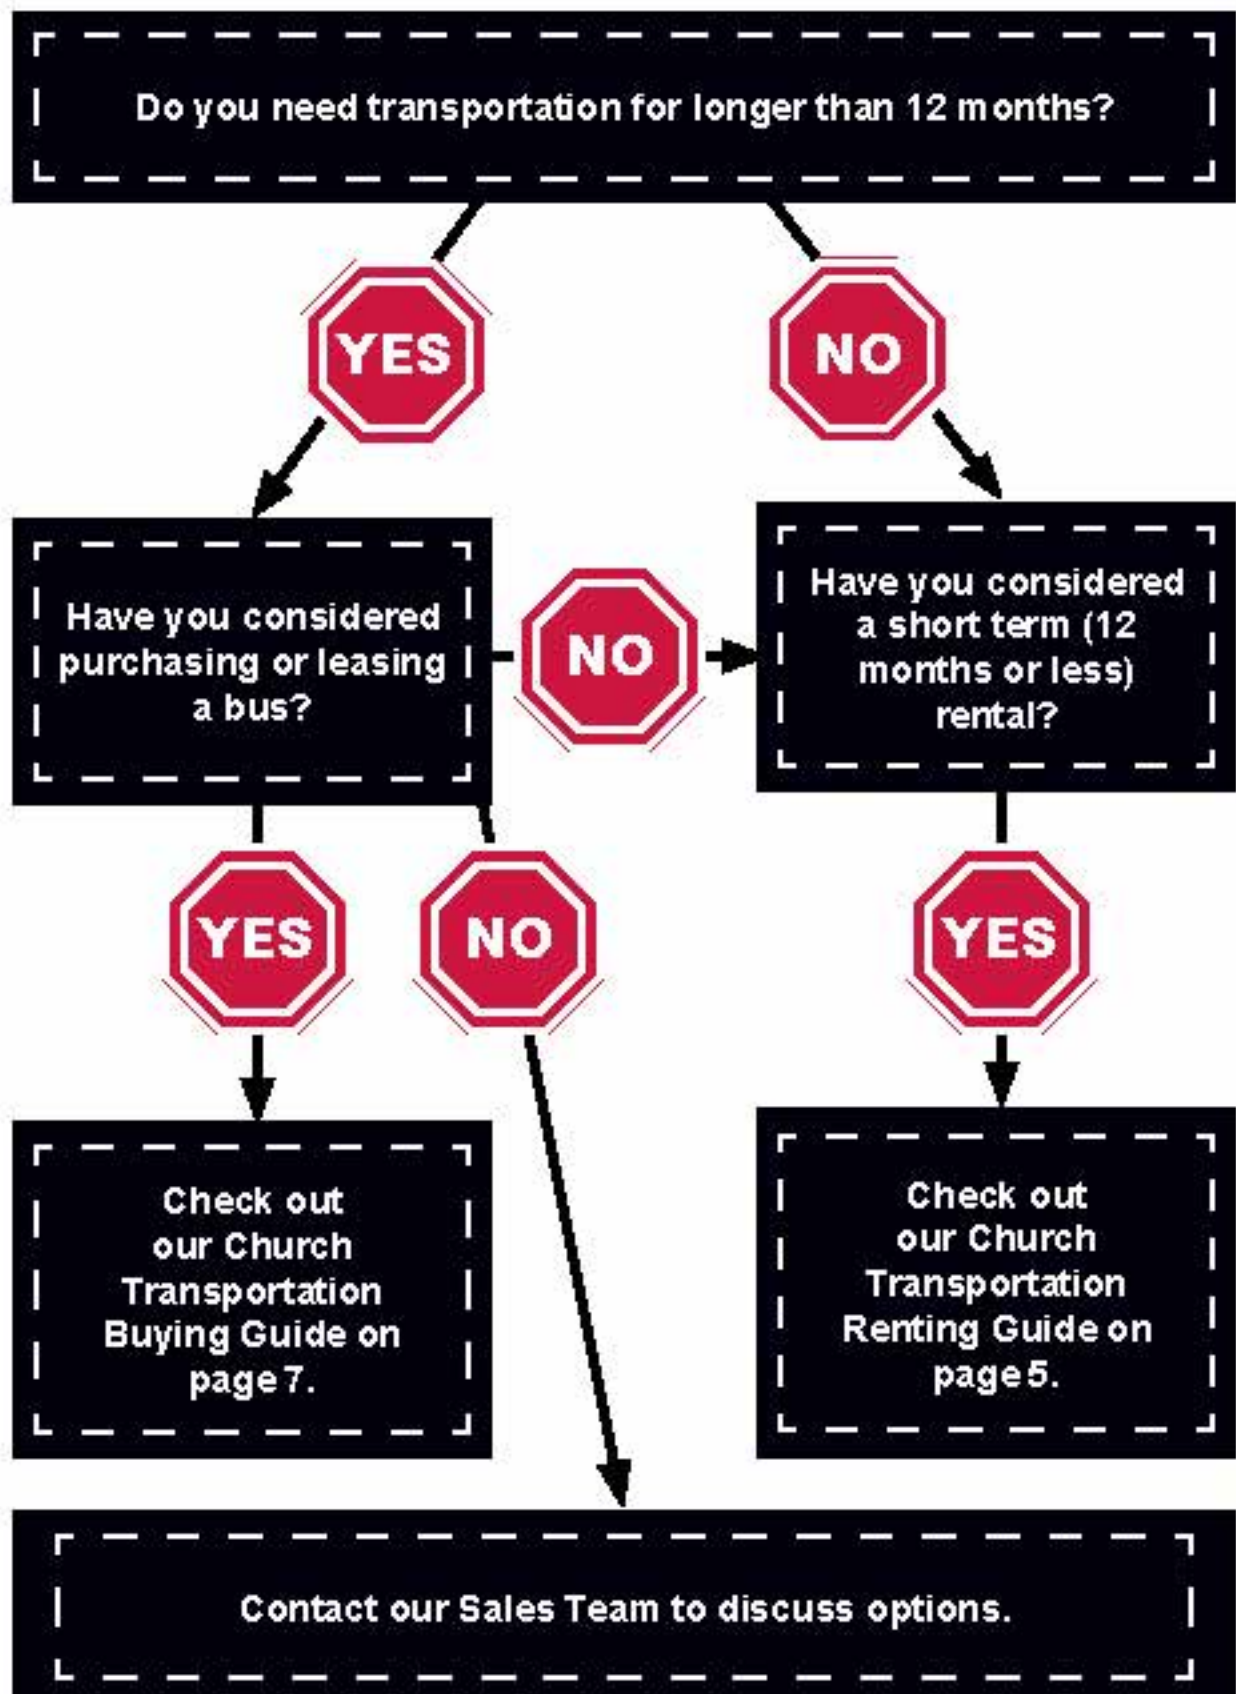 Do you need transportation for longer than 12 months?
YES
NO
Have you considered
purchasing or leasing
a bus?
NO
Have you considered
a short term (12
months or less)
rental?
YES
NO
YES
Check out
our Church
Transportation
Buying Guide on
page 7.
Check out
our Church
Transportation
Renting Guide on
page 5.
Contact our Sales Team to discuss options.